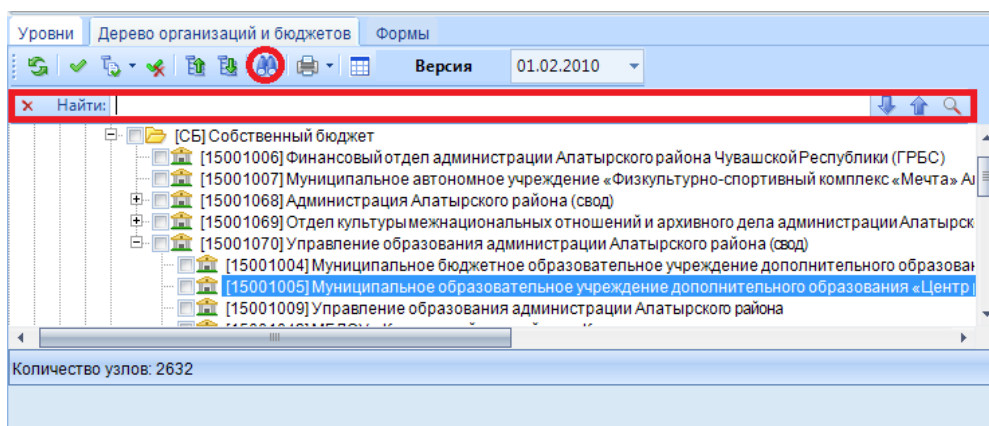 Уровни Дерево организаций и бюджетов Формы
Версия 01.02.2010
Найти:
[СБ] Собственный бюджет
[15001006] Финансовый отдел администрации Алатырского района Чувашской Республики (ГРБС)
[15001007] Муниципальное автономное учреждение «Физкультурно-спортивный комплекс «Мечта»
[15001068] Администрация Алатырского района (свод)
[15001069] Отдел культуры межнациональных отношений и архивного дела администрации Алатырск
[15001070] Управление образования администрации Алатырского района (свод)
[15001004] Муниципальное бюджетное образовательное учреждение дополнительного образован
[15001005] Муниципальное образовательное учреждение дополнительного образования «Центр
[15001009] Управление образования администрации Алатырского района
Количество узлов: 2632